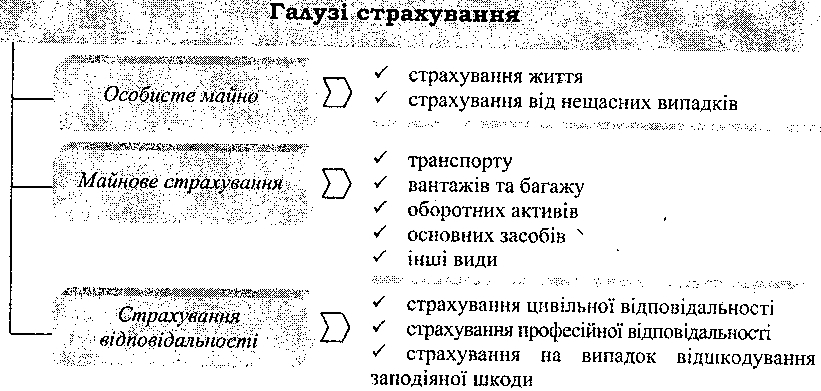 Галузі страхування
Особисте майно
✓ страхування життя
✓ страхування від нещасних випадків
Майнове страхування
✓ транспорту
✓ вантажів та багажу
✓ оборотних активів
✓ основних засобів
✓ інші види
Страхування
відповідальності
✓ страхування цивільної відповідальності
✓ страхування професійної відповідальності
✓ страхування на випадок відшкодування
заподіяної шкоди